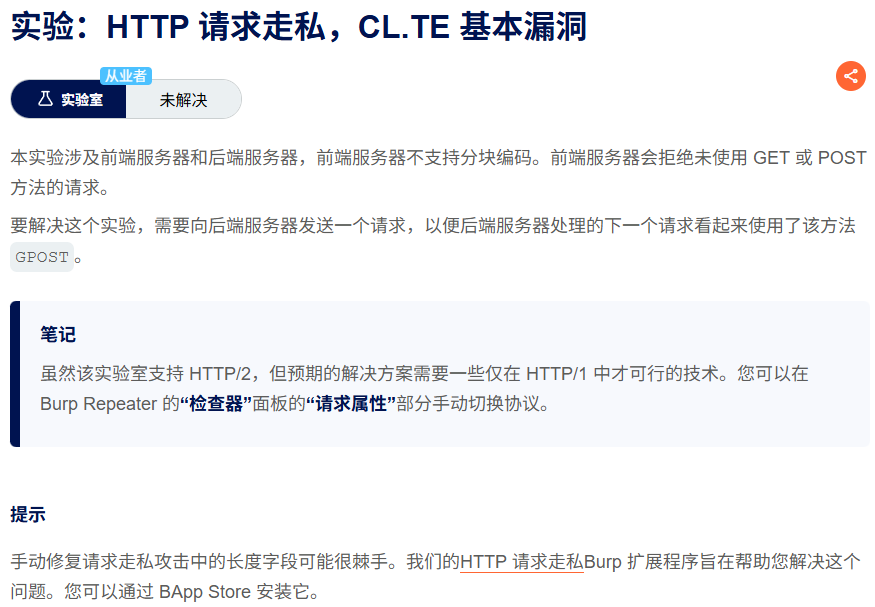 实验：HTTP 请求走私，CL.TE 基本漏洞
从业者
实验室 未解决
本实验涉及前端服务器和后端服务器，前端服务器不支持分块编码。前端服务器会拒绝未使用 GET 或 POST
方法的请求。
要解决这个实验，需要向后端服务器发送一个请求，以便后端服务器处理的下一个请求看起来使用了该方法
GPOST。
笔记
虽然该实验室支持 HTTP/2，但预期的解决方案需要一些仅在 HTTP/1 中才可行的技术。您可以在
Burp Repeater 的“检查器”面板的“请求属性”部分手动切换协议。
提示
手动修复请求走私攻击中的长度字段可能很棘手。我们的HTTP 请求走私Burp 扩展程序旨在帮助您解决这个
问题。您可以通过 BApp Store 安装它。